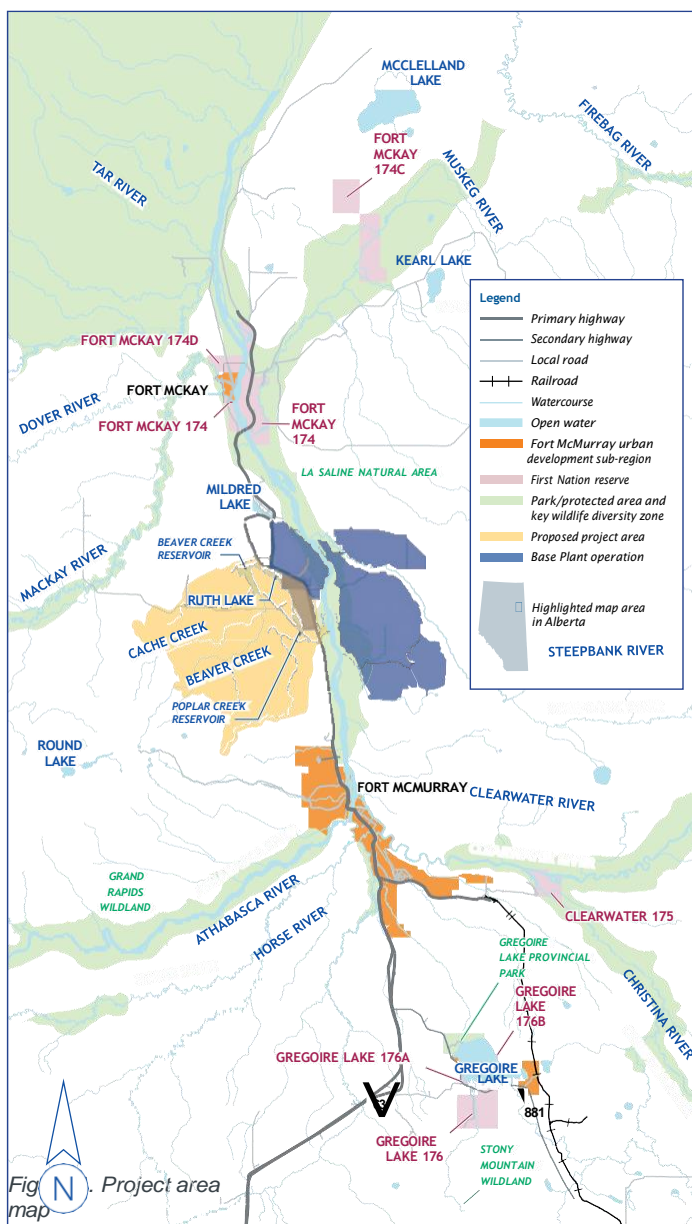 MCCLELLAND
LAKE
FIREBAG RIVER
FORT
MCKAY
174C
TAR RIVER
MUSKEG RIVER
KEARL LAKE
Legend
Primary highway
Secondary highway
Local road
Railroad
Watercourse
Open water
Fort McMurray urban
development sub-region
First Nation reserve
Park/protected area and
key wildlife diversity zone
Proposed project area
Base Plant operation
Highlighted map area
in Alberta
STEEPBANK RIVER
FORT MCKAY 174D
FORT MCKAY
DOVER RIVER
FORT MCKAY 174
FORT
MCKAY
174
LA SALINE NATURAL AREA
MILDRED
LAKE
MACKAY RIVER
BEAVER CREEK
RESERVOIR
RUTH LAKE
CACHE CREEK
BEAVER CREEK
POPLAR CREEK
RESERVOIR
ROUND
LAKE
FORT MCMURRAY
CLEARWATER RIVER
GRAND
RAPIDS
WILDLAND
ATHABASCA RIVER
HORSE RIVER
CLEARWATER 175
CHRISTINA RIVER
GREGOIRE
LAKE PROVINCIAL
PARK
GREGOIRE
LAKE
176B
GREGOIRE LAKE 176A
GREGOIRE
LAKE
881
GREGOIRE
LAKE 176
STONY
MOUNTAIN
WILDLAND
N
. Project area
map